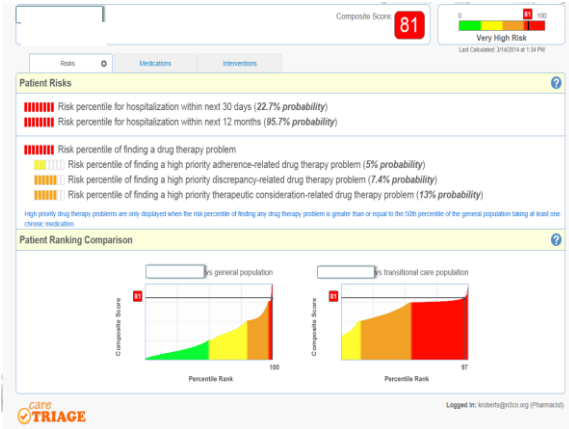 Composite Score:
81
0 81 100
Very High Risk
Last Calculated: 3/14/2014 at 1:34 PM
Risks Medications Interventions
Patient Risks
Risk percentile for hospitalization within next 30 days (22.7% probability)
Risk percentile for hospitalization within next 12 months (95.7% probability)
Risk percentile of finding a drug therapy problem
Risk percentile of finding a high priority adherence-related drug therapy problem (5% probability)
Risk percentile of finding a high priority discrepancy-related drug therapy problem (7.4% probability)
Risk percentile of finding a high priority therapeutic consideration-related drug therapy problem (13% probability)
High priority drug therapy problems are only displayed when the risk percentile of finding any drug therapy problem is greater than or equal to the 50th percentile of the general population taking at least one
chronic medication.
Patient Ranking Comparison
vs general population
81
Composite Score
100
Percentile Rank
vs transitional care population
81
Composite Score
97
Percentile Rank
care
TRIAGE
Logged In: kroberts@n3cn.org (Pharmacist)